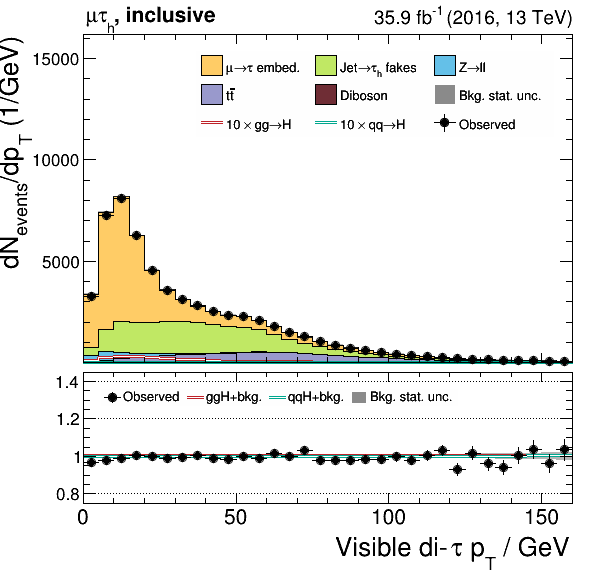 μτh, inclusive 35.9 fb-1 (2016, 13 TeV)
dNevents/dpT (1/GeV)
15000
10000
5000
μ→τ embed. Jet→τh fakes Z→ll
tt̄ Diboson Bkg. stat. unc.
10 × gg→H 10 × qq→H Observed
1.4
1.2
1
0.8
Observed ggH+bkg. qqH+bkg. Bkg. stat. unc.
0 50 100 150
Visible di-τ pT / GeV